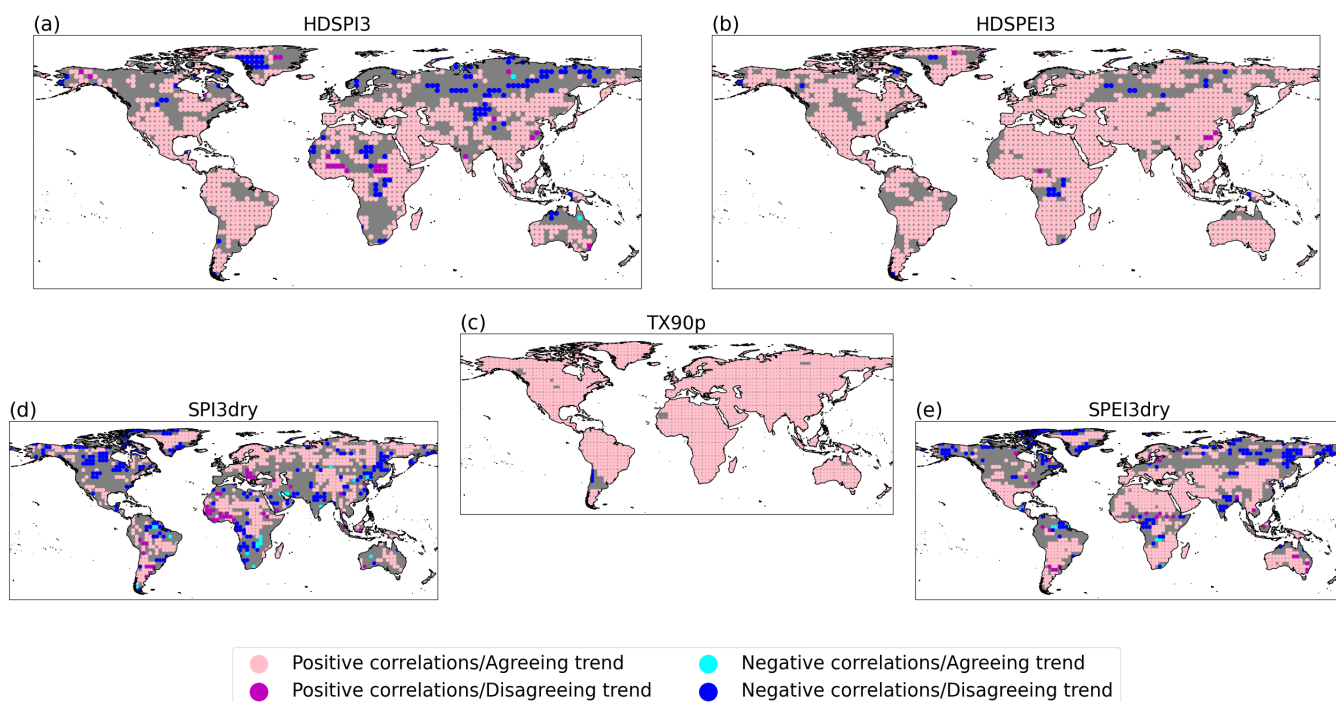 (a) HDSPI3
(b) HDSPEI3
(c) TX90p
(d) SPI3dry
(e) SPEI3dry
Positive correlations/Agreeing trend
Negative correlations/Agreeing trend
Positive correlations/Disagreeing trend
Negative correlations/Disagreeing trend